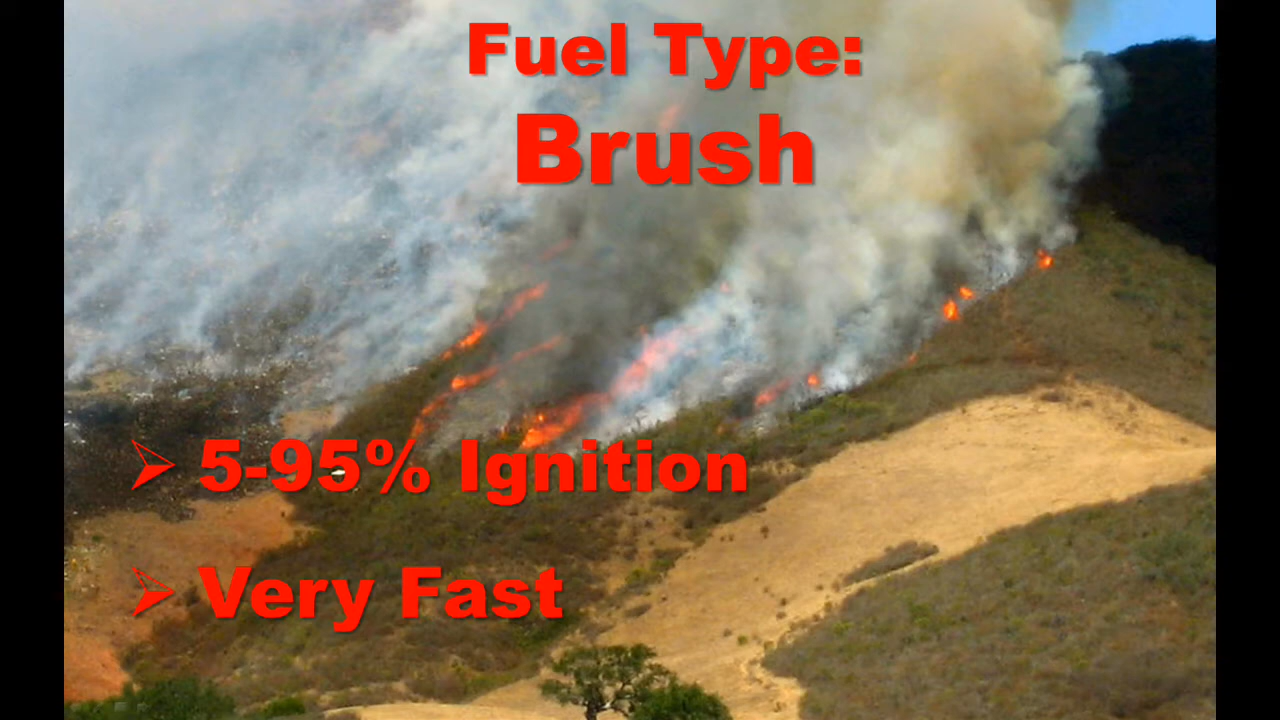 Fuel Type:
Brush
➢ 5-95% Ignition
➢ Very Fast